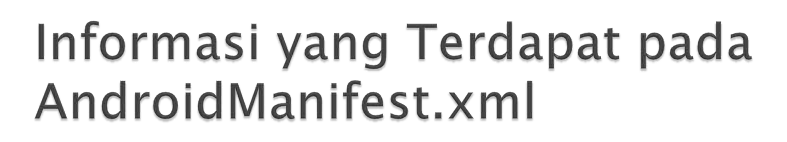 Informasi yang Terdapat pada
AndroidManifest.xml